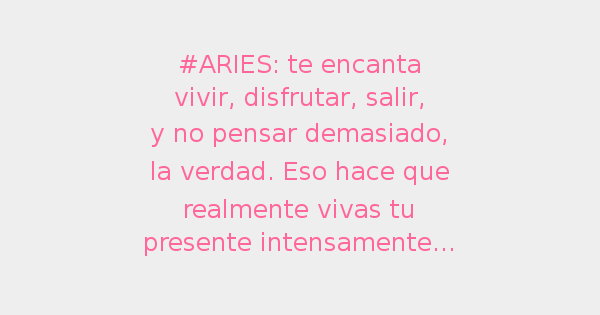 #ARIES: te encanta
vivir, disfrutar, salir,
y no pensar demasiado,
la verdad. Eso hace que
realmente vivas tu
presente intensamente...